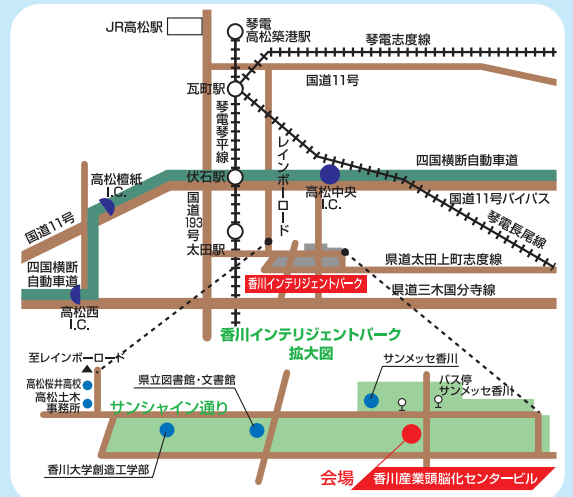 JR高松駅
琴電
高松築港駅
琴電志度線
国道11号
瓦町駅
琴電琴平線
レインボーロード
四国横断自動車道
高松檀紙
I.C.
伏石駅
高松中央
I.C.
国道11号バイパス
国道11号
国道193号
琴電長尾線
太田駅
県道太田上町志度線
四国横断
自動車道
香川インテリジェントパーク
県道三木国分寺線
高松西
I.C.
香川インテリジェントパーク
拡大図
至レインボーロード
サンメッセ香川
高松桜井高校
県立図書館・文書館
バス停
サンメッセ香川
高松土木
事務所
サンシャイン通り
香川大学創造工学部
会場
香川産業頭脳化センタービル